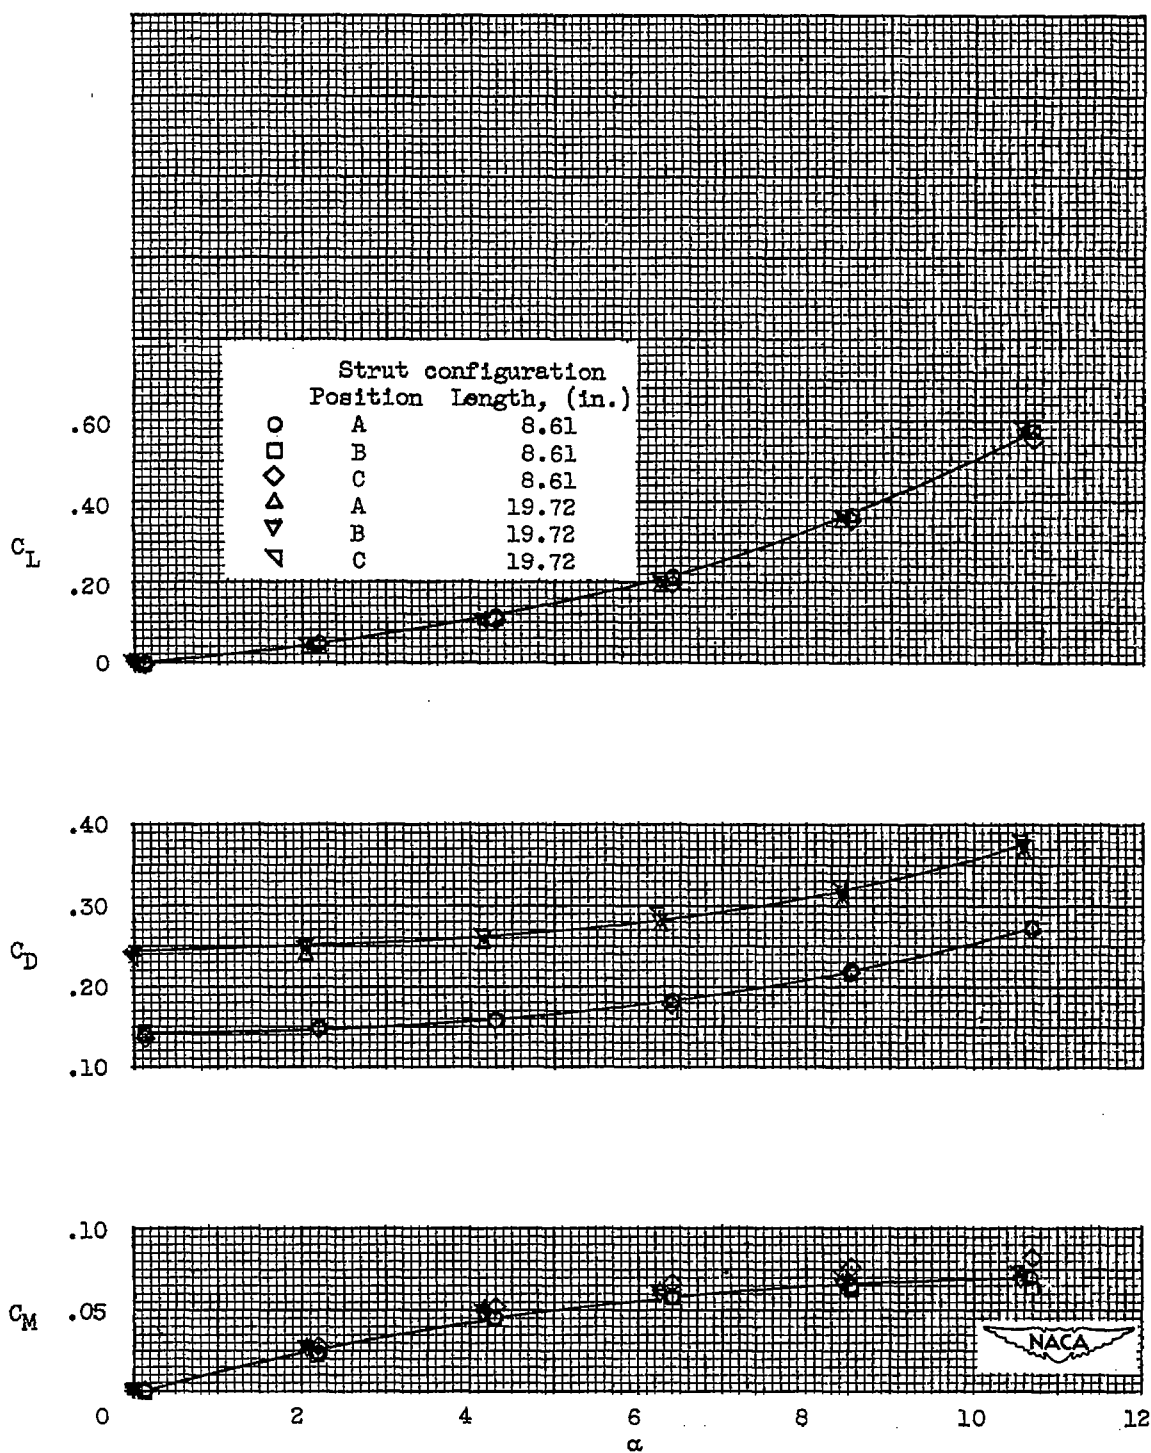 Strut configuration
Position Length, (in.)
A 8.61
B 8.61
C 8.61
A 19.72
B 19.72
C 19.72
.60
.40
C_L
.20
0
.40
.30
C_D
.20
.10
.10
C_M
.05
NACA
0 2 4 6 8 10 12
α